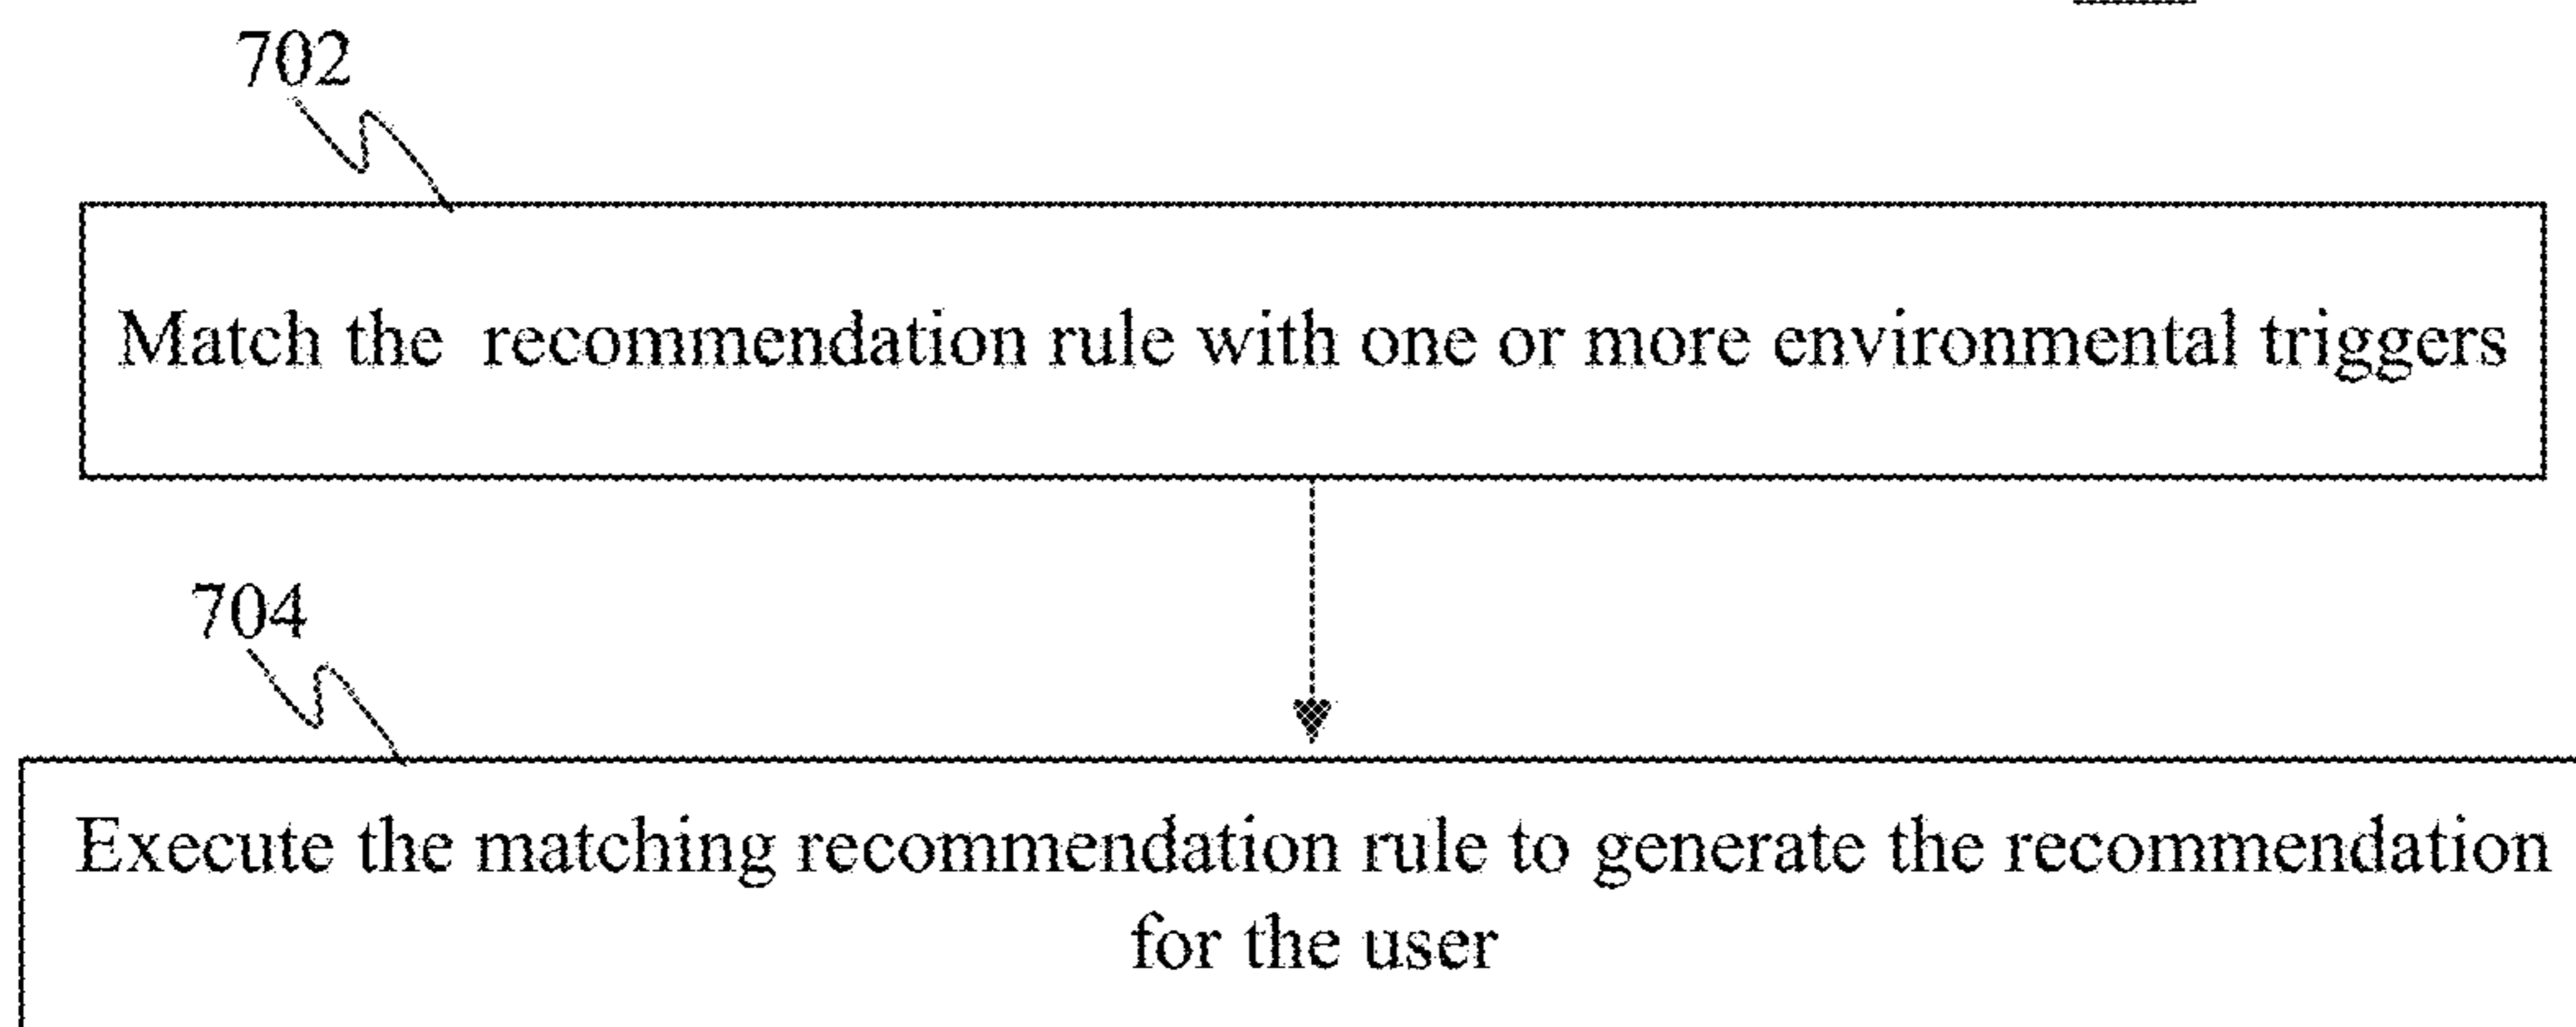 702
Match the recommendation rule with one or more environmental triggers
704
Execute the matching recommendation rule to generate the recommendation
for the user